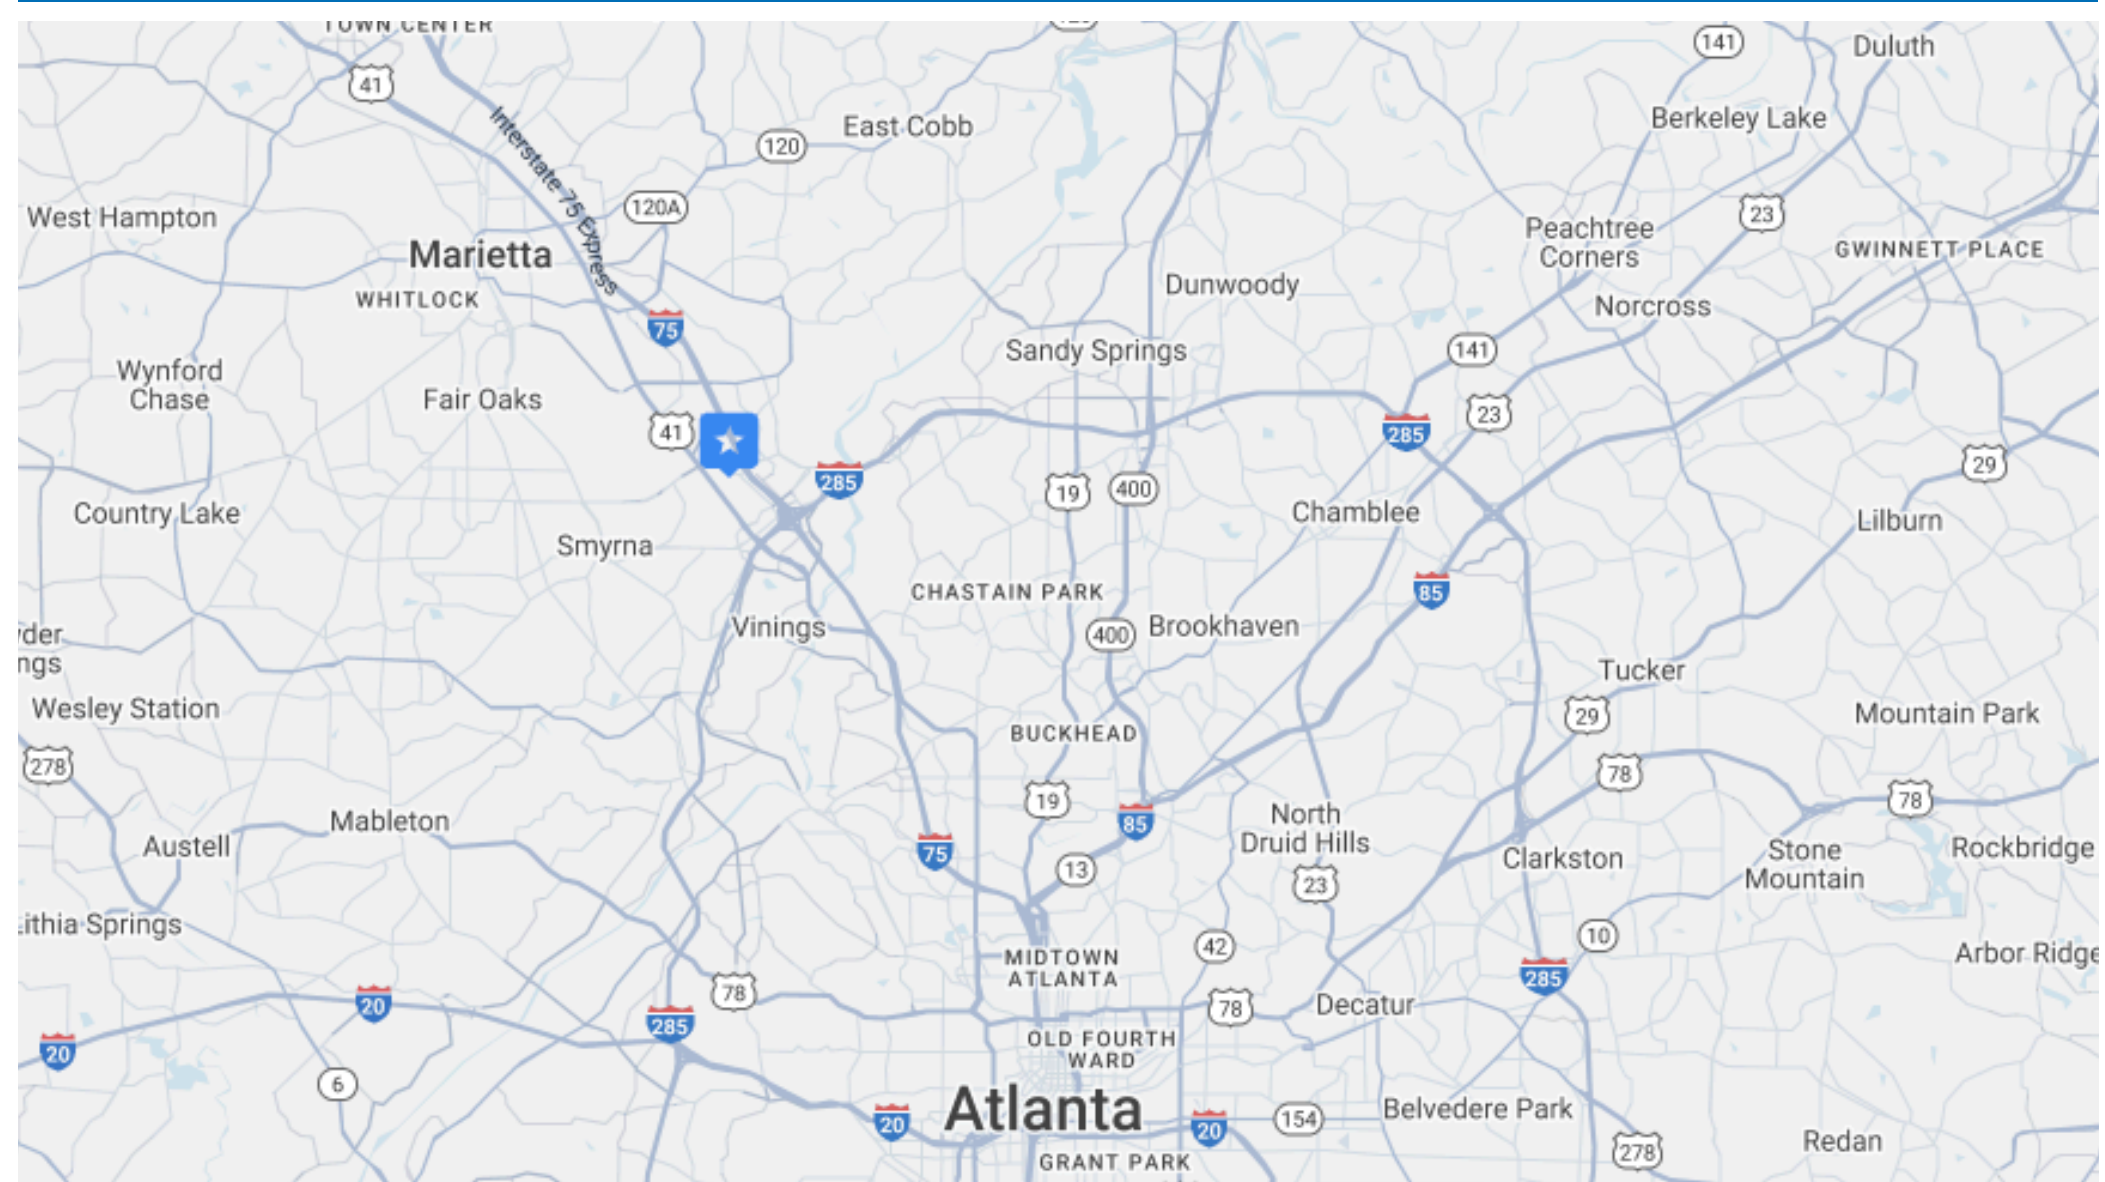 TOWN CENTER
141
Duluth
41
Interstate 75 Express
East Cobb
Berkeley Lake
120
120A
West Hampton
23
Peachtree
Corners
GWINNETT PLACE
Marietta
WHITLOCK
Dunwoody
Norcross
75
Sandy Springs
141
Wynford
Chase
Fair Oaks
23
41
285
285
29
19
400
Country Lake
Chamblee
Lilburn
Smyrna
CHASTAIN PARK
85
Vinings
400
Brookhaven
Tucker
Wesley Station
29
Mountain Park
BUCKHEAD
278
78
19
78
Mableton
85
North
Druid Hills
Austell
75
13
23
Clarkston
Stone
Mountain
Rockbridge
Lithia Springs
42
10
MIDTOWN
ATLANTA
Arbor Ridge
20
78
285
78
Decatur
285
20
OLD FOURTH
WARD
6
Atlanta
20
20
154
Belvedere Park
GRANT PARK
278
Redan